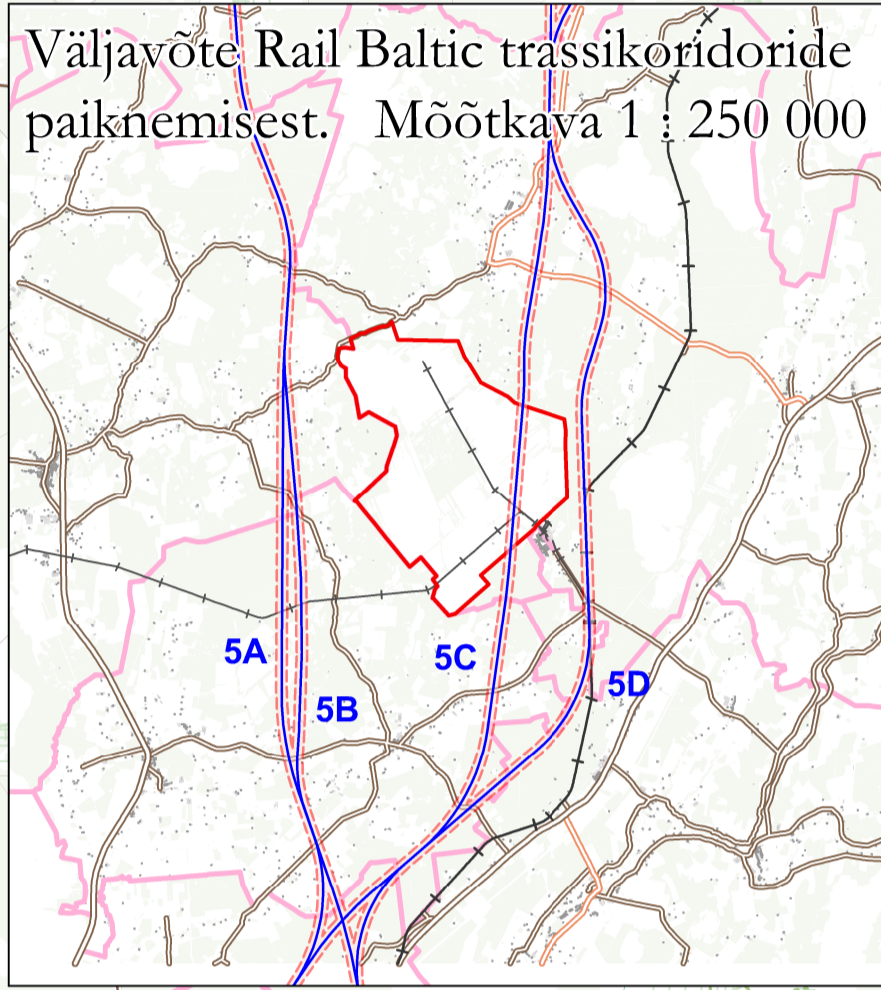 Väljavõte Rail Baltic trassikoridoride
paiknemisest. Mõõtkava 1 : 250 000
5A
5B
5C
5D